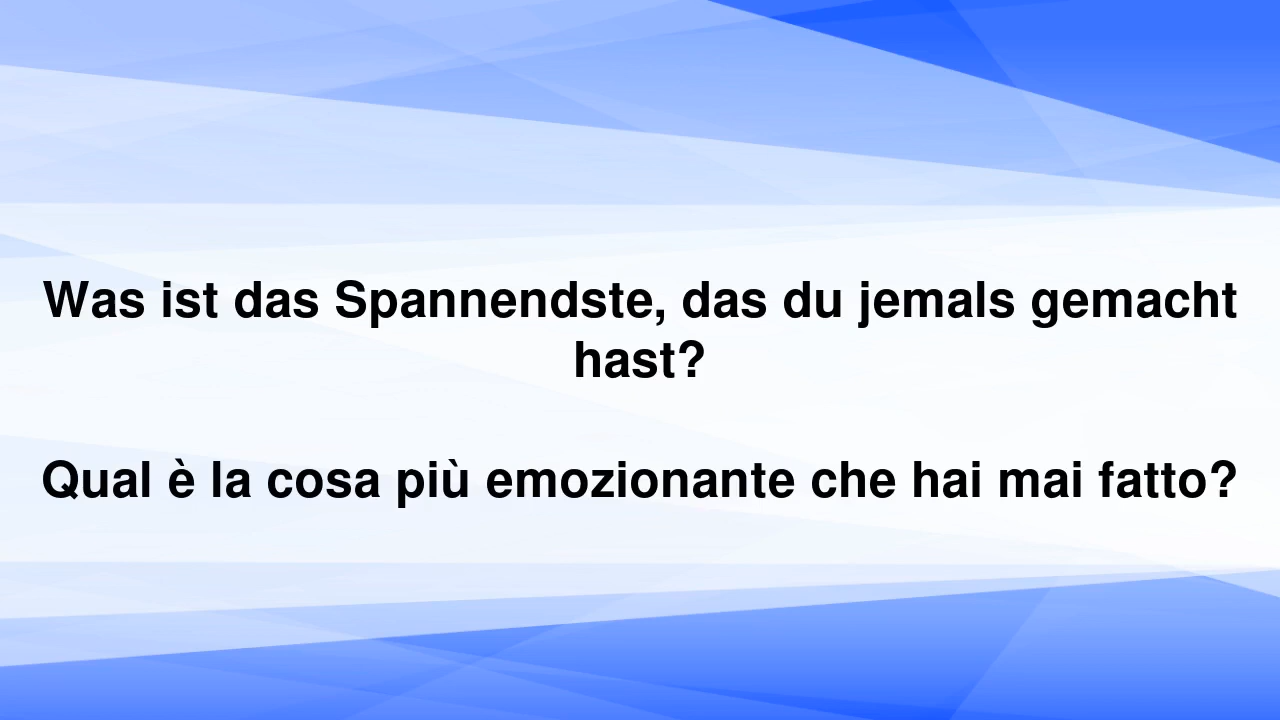 Was ist das Spannendste, das du jemals gemacht
hast?
Qual è la cosa più emozionante che hai mai fatto?